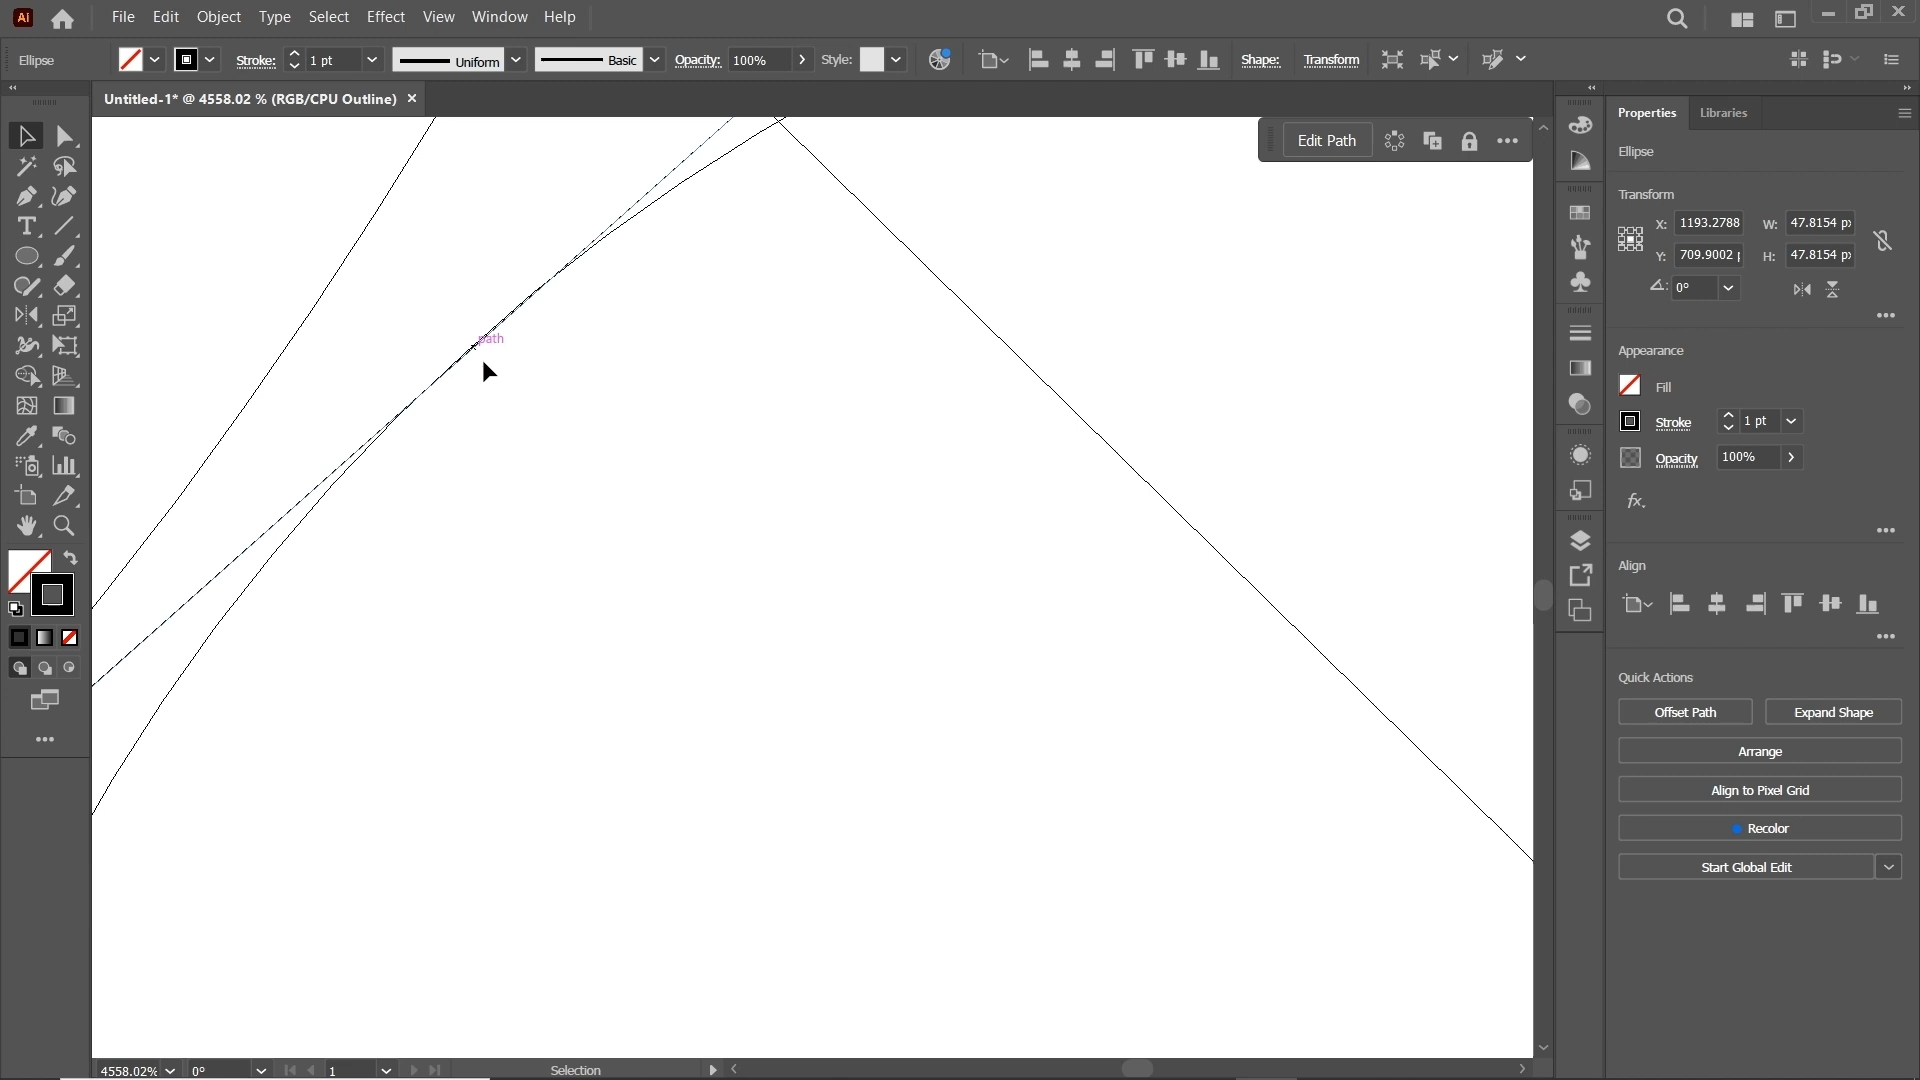 Ai File Edit Object Type Select Effect View Window Help
Ellipse Stroke: 1 pt Uniform Basic Opacity: 100% Style: Shape: Transform
Untitled-1* @ 4558.02 % (RGB/CPU Outline) ×
Edit Path
path
Properties Libraries
Ellipse
Transform
X: 1193.2788 W: 47.8154 px
Y: 709.9002 H: 47.8154 px
0°
Appearance
Fill
Stroke 1 pt
Opacity 100%
fx.
Align
Quick Actions
Offset Path Expand Shape
Arrange
Align to Pixel Grid
Recolor
Start Global Edit
4558.02% 0° 1 Selection